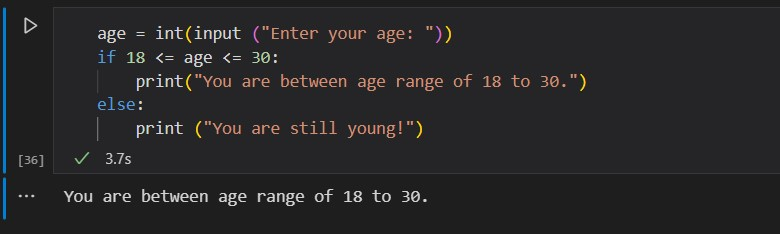 age = int(input ("Enter your age: "))
if 18 <= age <= 30:
    print("You are between age range of 18 to 30.")
else:
    print ("You are still young!")
[36] 3.7s
... You are between age range of 18 to 30.